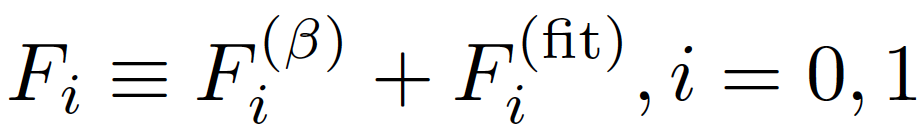 $F_i \equiv F_i^{(\beta)} + F_i^{(\mathrm{fit})}, i = 0, 1$